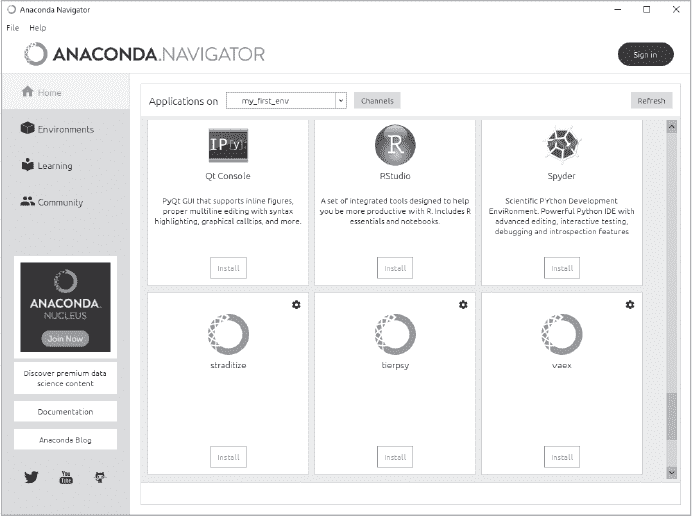 Anaconda Navigator
File Help
ANACONDA.NAVIGATOR
Sign in
Home
Environments
Learning
Community
ANACONDA.
NUCLEUS
Join Now
Discover premium data
science content
Documentation
Anaconda Blog
You
Tube
Applications on
my_first_env
Channels
Refresh
IP[y]:
Qt Console
PyQt GUI that supports inline figures,
proper multiline editing with syntax
highlighting, graphical calltips, and more.
Install
R
RStudio
A set of integrated tools designed to help
you be more productive with R. Includes R
essentials and notebooks.
Install
Spyder
Scientific PYthon Development
EnviRonment. Powerful Python IDE with
advanced editing, interactive testing,
debugging and introspection features
Install
straditize
Install
tierpsy
Install
vaex
Install